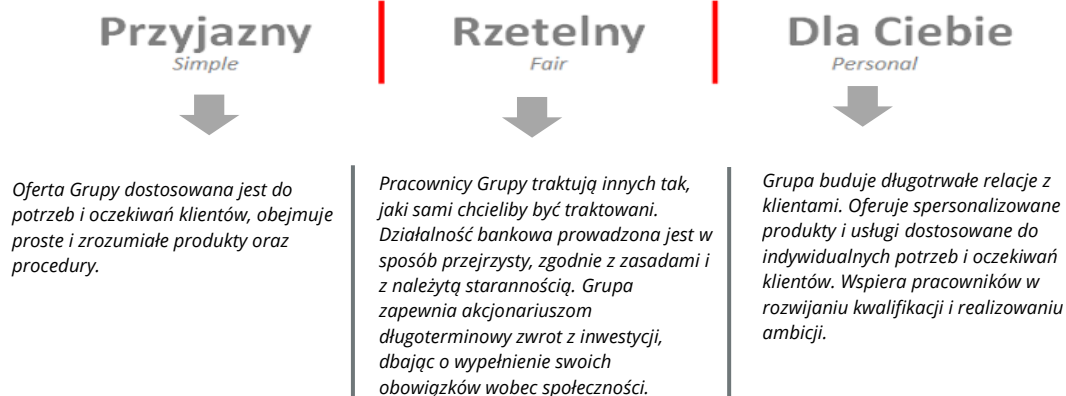 Przyjazny
Simple
Oferta Grupy dostosowana jest do
potrzeb i oczekiwań klientów, obejmuje
proste i zrozumiałe produkty oraz
procedury.
Rzetelny
Fair
Pracownicy Grupy traktują innych tak,
jaki sami chcieliby być traktowani.
Działalność bankowa prowadzona jest w
sposób przejrzysty, zgodnie z zasadami i
z należytą starannością. Grupa
zapewnia akcjonariuszom
długoterminowy zwrot z inwestycji,
dbając o wypełnienie swoich
obowiązków wobec społeczności.
Dla Ciebie
Personal
Grupa buduje długotrwałe relacje z
klientami. Oferuje spersonalizowane
produkty i usługi dostosowane do
indywidualnych potrzeb i oczekiwań
klientów. Wspiera pracowników w
rozwijaniu kwalifikacji i realizowaniu
ambicji.